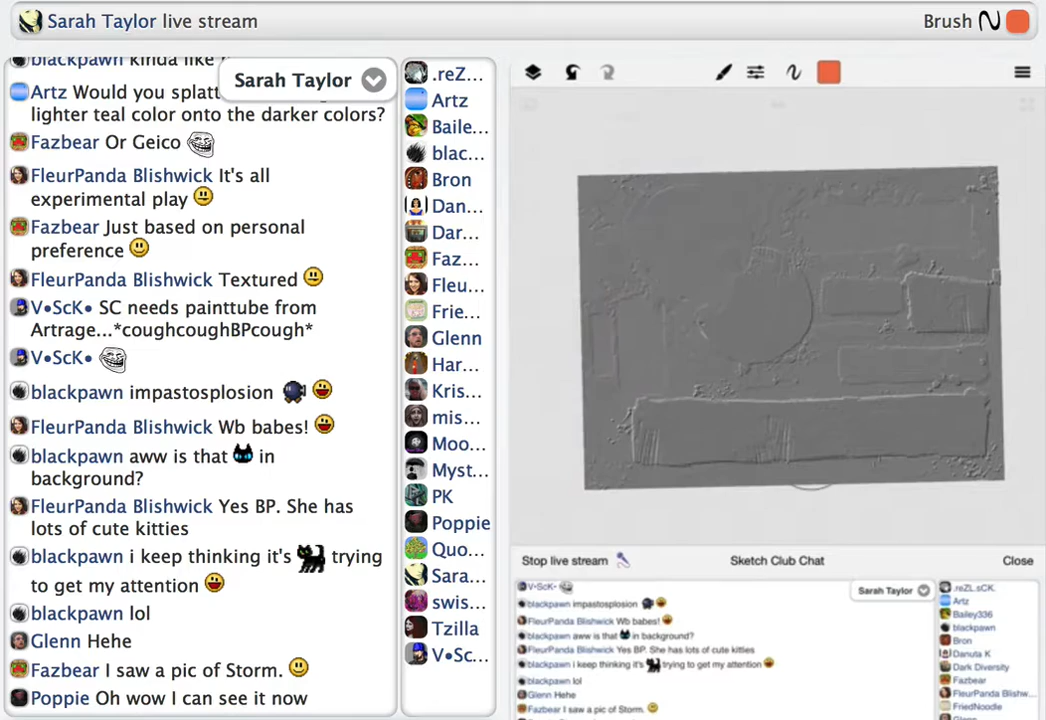 Sarah Taylor live stream
Brush
blackpawn kinda like
Sarah Taylor
Artz Would you splatt
lighter teal color onto the darker colors?
Fazbear Or Geico
FleurPanda Blishwick It's all
experimental play
Fazbear Just based on personal
preference
FleurPanda Blishwick Textured
V•ScK• SC needs painttube from
Artrage...*coughcoughBPcough*
V•ScK•
blackpawn impastosplosion
FleurPanda Blishwick Wb babes!
blackpawn aww is that in
background?
FleurPanda Blishwick Yes BP. She has
lots of cute kitties
blackpawn i keep thinking it's trying
to get my attention
blackpawn lol
Glenn Hehe
Fazbear I saw a pic of Storm.
Poppie Oh wow I can see it now
.reZ...
Artz
Baile...
blac...
Bron
Dan...
Dar...
Faz...
Fleu...
Frie...
Glenn
Har...
Kris...
mis...
Moo...
Myst...
PK
Poppie
Quo...
Sara...
swis...
Tzilla
V•Sc...
Stop live stream
Sketch Club Chat
Close
V•ScK•
Sarah Taylor
blackpawn impastosplosion
FleurPanda Blishwick Wb babes!
blackpawn aww is that in background?
FleurPanda Blishwick Yes BP. She has lots of cute kitties
blackpawn i keep thinking it's trying to get my attention
blackpawn lol
Glenn Hehe
Fazbear I saw a pic of Storm.
.reZL.sCK.
Artz
Bailey336
blackpawn
Bron
Danuta K
Dark Diversity
Fazbear
FleurPanda Blishw...
FriedNoodle
Glenn